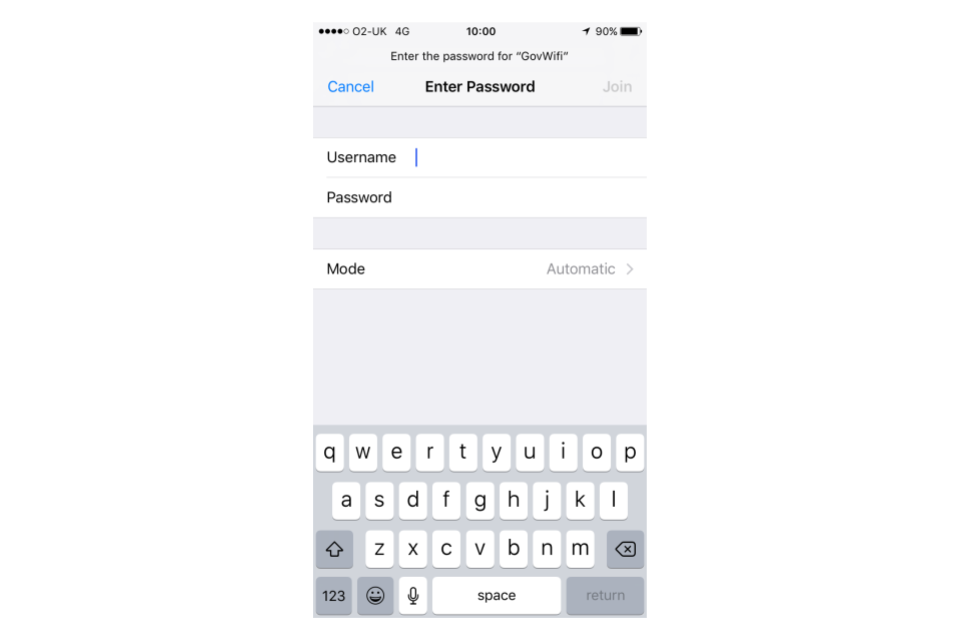 O2-UK 4G 10:00 90%
Enter the password for “GovWifi”
Cancel Enter Password Join
Username
Password
Mode Automatic
q w e r t y u i o p
a s d f g h j k l
z x c v b n m
123 space return